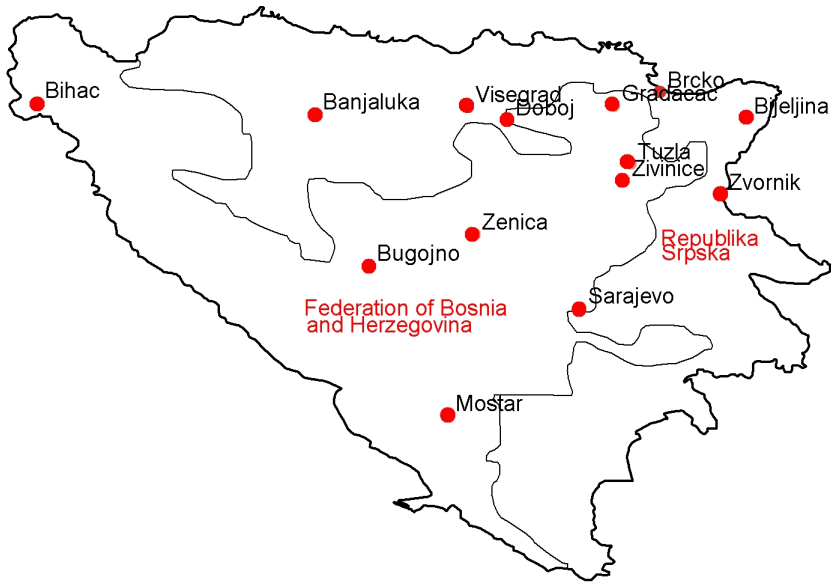 Brcko
Bihac
Visegrad
Gradacac
Banjaluka
Doboj
Bijeljina
Tuzla
Zivinice
Zvornik
Zenica
Republika
Srpska
Bugojno
Sarajevo
Federation of Bosnia
and Herzegovina
Mostar